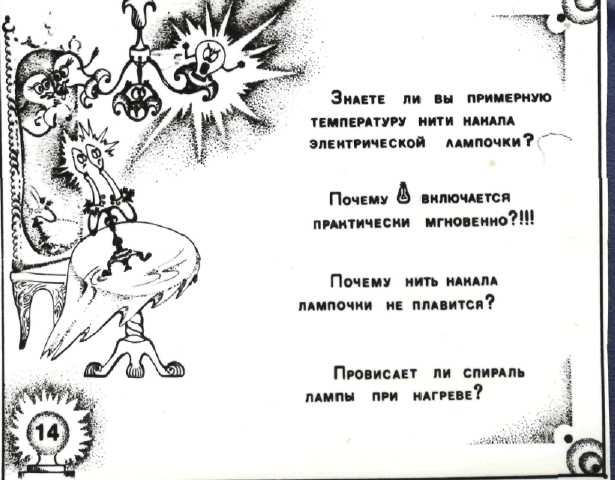 Знаете ли вы примерную
температуру нити накала
электрической лампочки?
Почему включается
практически мгновенно?!!!
Почему нить накала
лампочки не плавится?
Провисает ли спираль
лампы при нагреве?
14